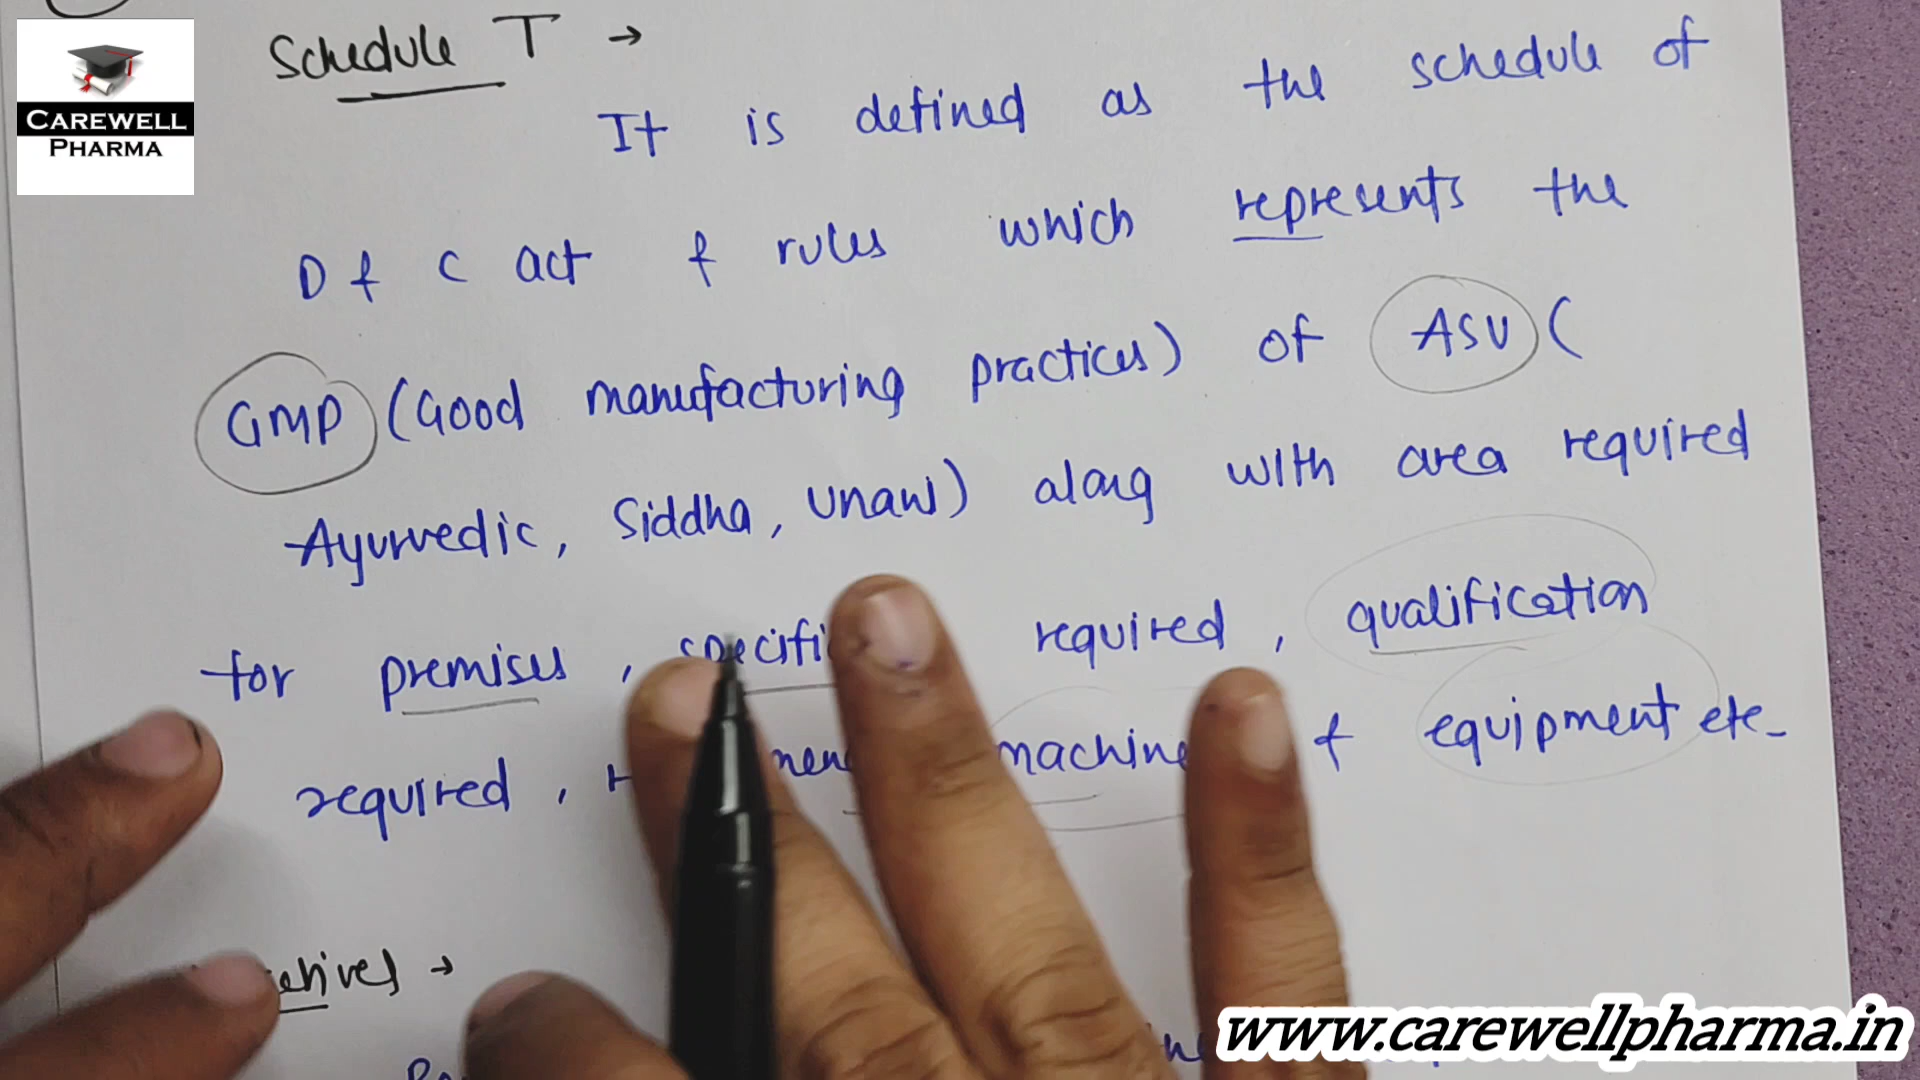 CAREWELL
PHARMA
Schedule T →
It is defined as the schedule of
D & C act & rules which represents the
GMP (Good manufacturing practices) of ASU (
Ayurvedic, Siddha, Unani) along with area required
for premises, required, qualification
required, machine & equipment etc.
→
www.carewellpharma.in